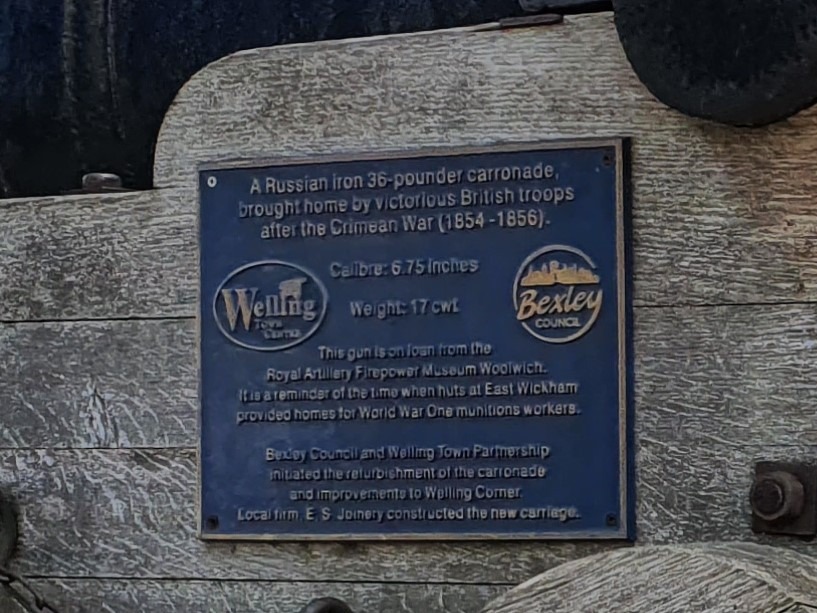 A Russian iron 36-pounder carronade,
brought home by victorious British troops
after the Crimean War (1854 -1856).
Calibre: 6.75 inches
Weight: 17 cwt.
Welling
TOWN
CENTRE
Bexley
COUNCIL
This gun is on loan from the
Royal Artillery Firepower Museum Woolwich.
It is a reminder of the time when huts at East Wickham
provided homes for World War One munitions workers.
Bexley Council and Welling Town Partnership
initiated the refurbishment of the carronade
and improvements to Welling Corner.
Local firm, E. S. Joinery constructed the new carriage.